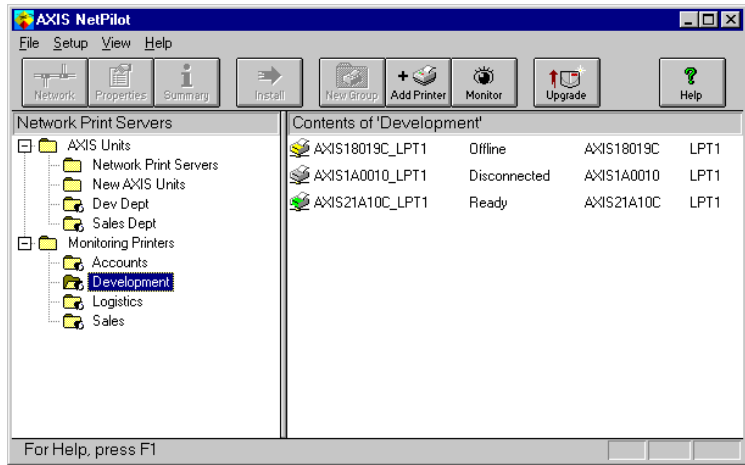 AXIS NetPilot
File Setup View Help
Network Properties Summary Install New Group Add Printer Monitor Upgrade Help
Network Print Servers
Contents of 'Development'
AXIS Units
Network Print Servers
New AXIS Units
Dev Dept
Sales Dept
Monitoring Printers
Accounts
Development
Logistics
Sales
AXIS18019C_LPT1 Offline AXIS18019C LPT1
AXIS1A0010_LPT1 Disconnected AXIS1A0010 LPT1
AXIS21A10C_LPT1 Ready AXIS21A10C LPT1
For Help, press F1